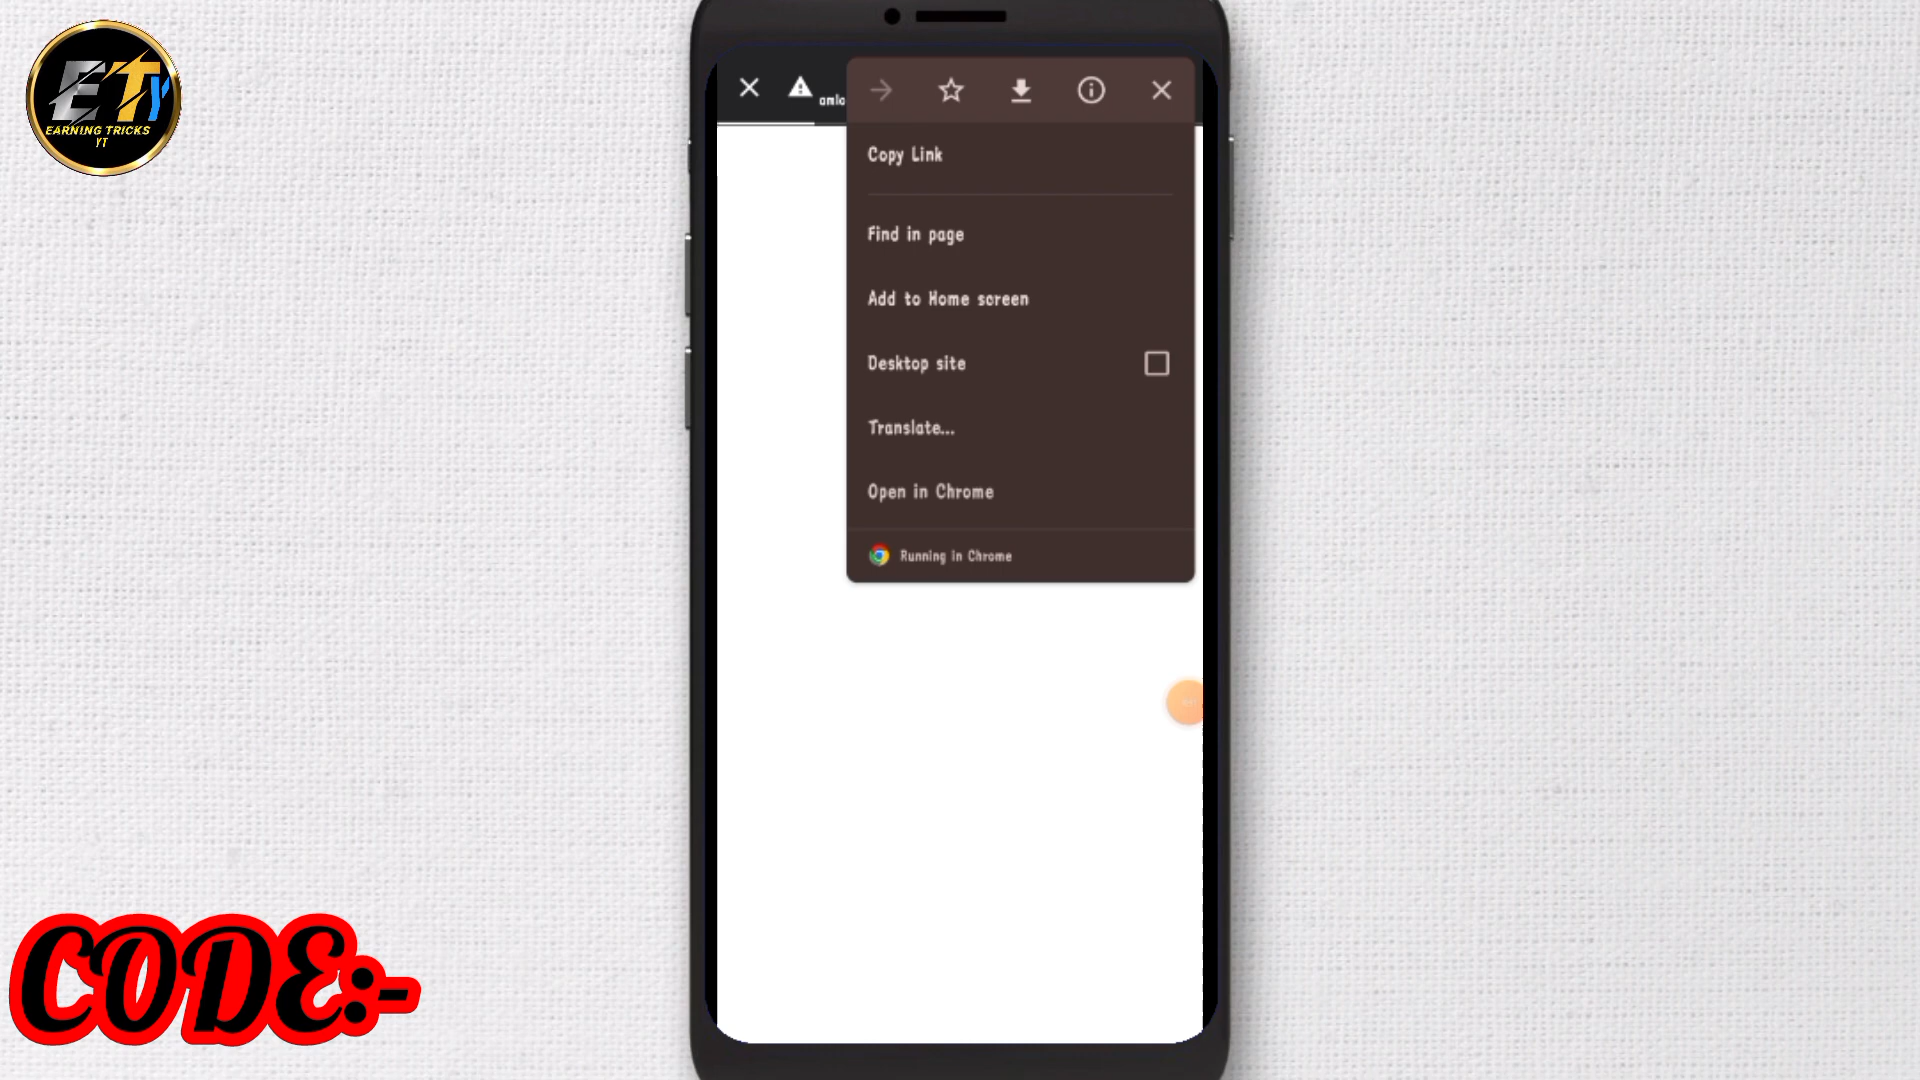 ETY
EARNING TRICKS
YT
Copy Link
Find in page
Add to Home screen
Desktop site
Translate...
Open in Chrome
Running in Chrome
CODE:-